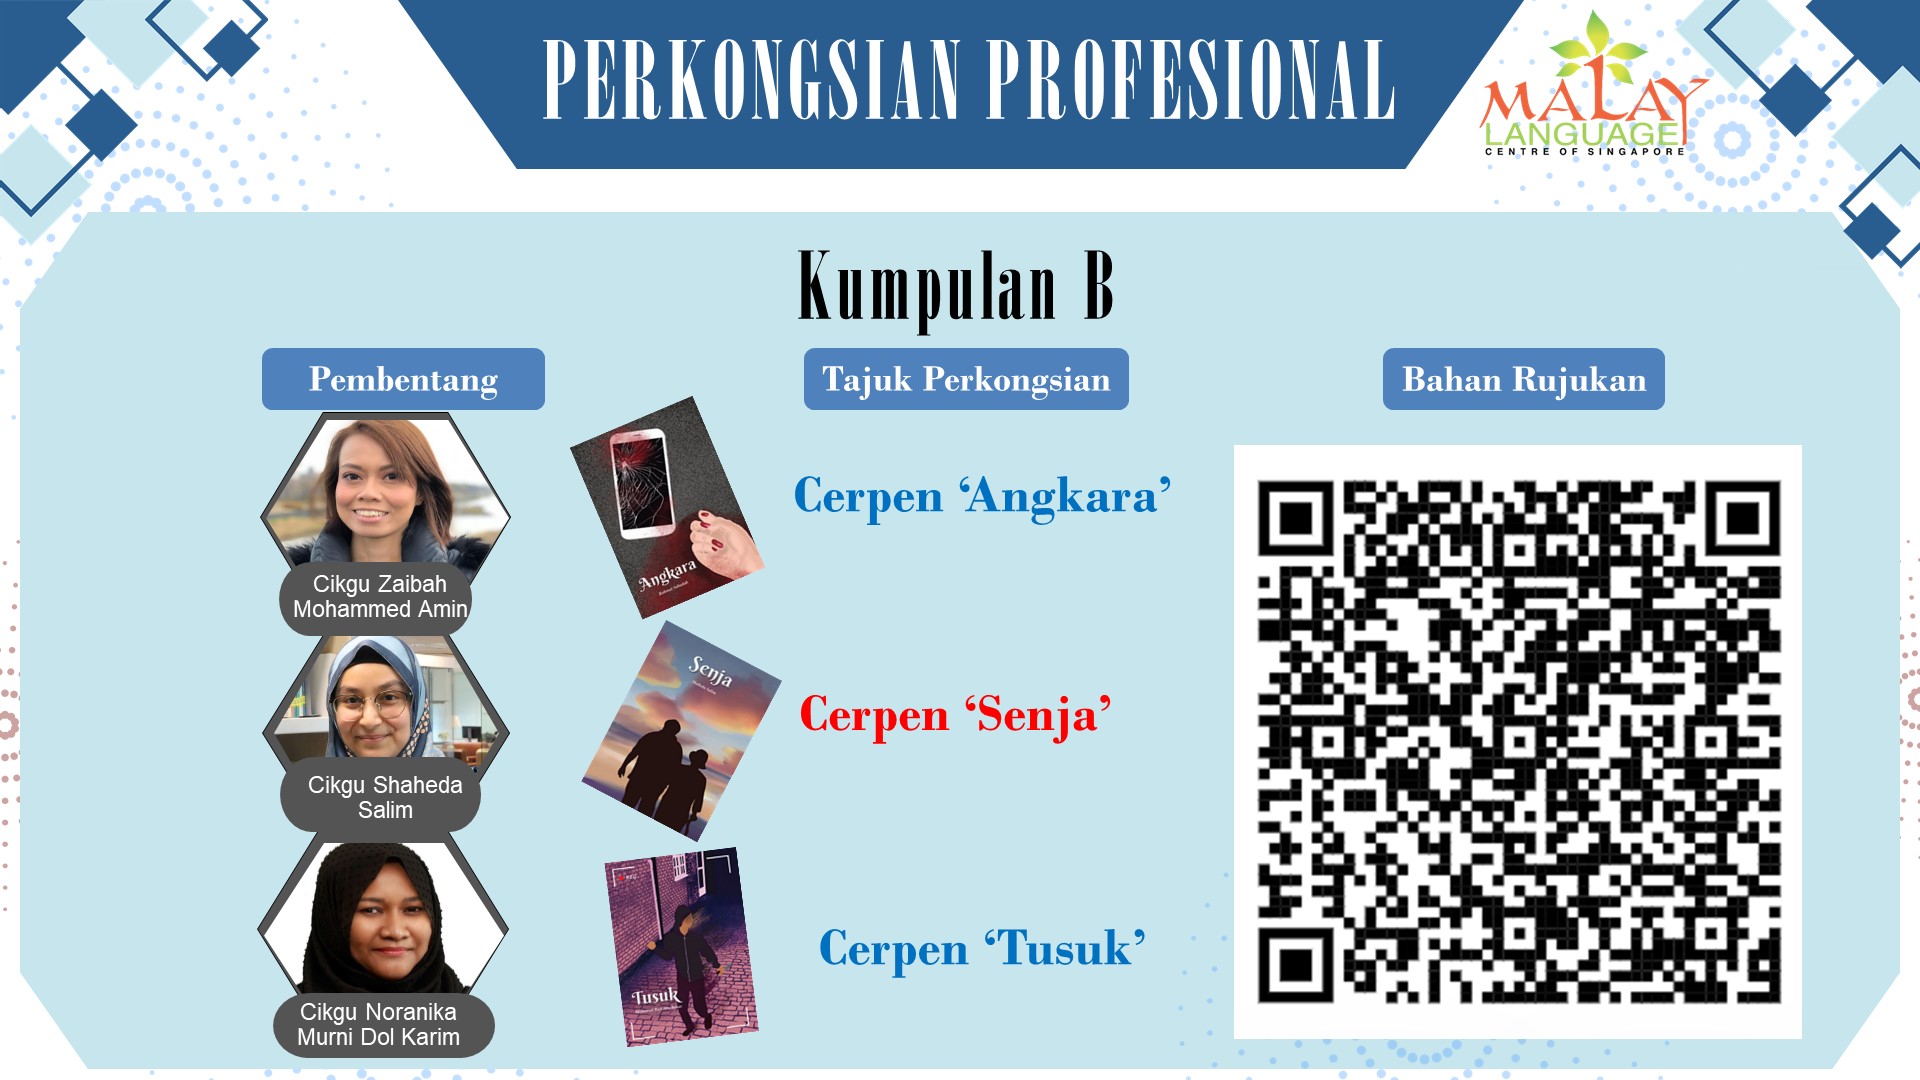 PERKONGSIAN PROFESIONAL
MALAY
LANGUAGE
CENTRE OF SINGAPORE
Kumpulan B
Pembentang
Tajuk Perkongsian
Bahan Rujukan
Cikgu Zaibah
Mohammed Amin
Angkara
Cerpen ‘Angkara’
Cikgu Shaheda
Salim
Senja
Cerpen ‘Senja’
Cikgu Noranika
Murni Dol Karim
Tusuk
Cerpen ‘Tusuk’